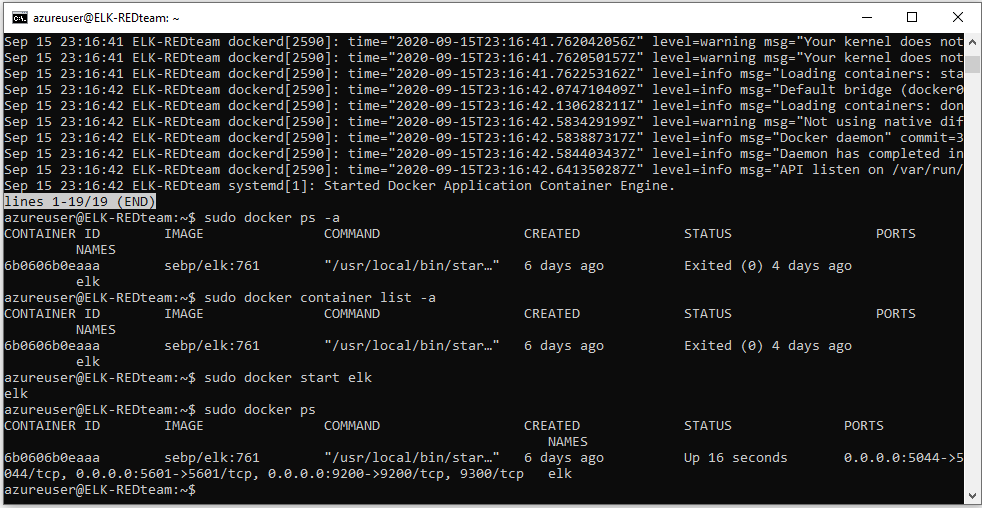 azureuser@ELK-REDteam: ~
Sep 15 23:16:41 ELK-REDteam dockerd[2590]: time="2020-09-15T23:16:41.762042056Z" level=warning msg="Your kernel does not
Sep 15 23:16:41 ELK-REDteam dockerd[2590]: time="2020-09-15T23:16:41.762050157Z" level=warning msg="Your kernel does not
Sep 15 23:16:41 ELK-REDteam dockerd[2590]: time="2020-09-15T23:16:41.762253162Z" level=info msg="Loading containers: sta
Sep 15 23:16:42 ELK-REDteam dockerd[2590]: time="2020-09-15T23:16:42.074710409Z" level=info msg="Default bridge (docker0
Sep 15 23:16:42 ELK-REDteam dockerd[2590]: time="2020-09-15T23:16:42.130628211Z" level=info msg="Loading containers: don
Sep 15 23:16:42 ELK-REDteam dockerd[2590]: time="2020-09-15T23:16:42.583429199Z" level=warning msg="Not using native dif
Sep 15 23:16:42 ELK-REDteam dockerd[2590]: time="2020-09-15T23:16:42.583887317Z" level=info msg="Docker daemon" commit=3
Sep 15 23:16:42 ELK-REDteam dockerd[2590]: time="2020-09-15T23:16:42.584403437Z" level=info msg="Daemon has completed in
Sep 15 23:16:42 ELK-REDteam dockerd[2590]: time="2020-09-15T23:16:42.641350287Z" level=info msg="API listen on /var/run/
Sep 15 23:16:42 ELK-REDteam systemd[1]: Started Docker Application Container Engine.
lines 1-19/19 (END)
azureuser@ELK-REDteam:~$ sudo docker ps -a
CONTAINER ID        IMAGE               COMMAND                  CREATED             STATUS                  PORTS
         NAMES
6b0606b0eaaa        sebp/elk:761        "/usr/local/bin/star…"   6 days ago          Exited (0) 4 days ago
         elk
azureuser@ELK-REDteam:~$ sudo docker container list -a
CONTAINER ID        IMAGE               COMMAND                  CREATED             STATUS                  PORTS
         NAMES
6b0606b0eaaa        sebp/elk:761        "/usr/local/bin/star…"   6 days ago          Exited (0) 4 days ago
         elk
azureuser@ELK-REDteam:~$ sudo docker start elk
elk
azureuser@ELK-REDteam:~$ sudo docker ps
CONTAINER ID        IMAGE               COMMAND                  CREATED             STATUS              PORTS
                                                                    NAMES
6b0606b0eaaa        sebp/elk:761        "/usr/local/bin/star…"   6 days ago          Up 16 seconds       0.0.0.0:5044->5
044/tcp, 0.0.0.0:5601->5601/tcp, 0.0.0.0:9200->9200/tcp, 9300/tcp   elk
azureuser@ELK-REDteam:~$